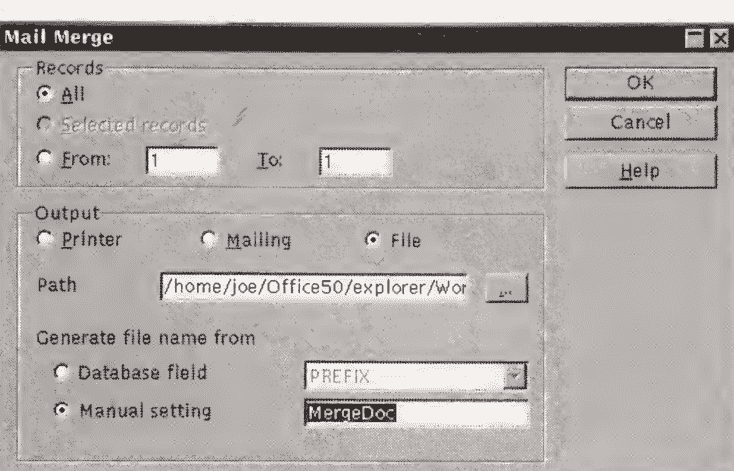 Mail Merge
Records
All
Selected records
From: 1 To: 1
OK
Cancel
Help
Output
Printer Mailing File
Path /home/joe/Office50/explorer/Wor ...
Generate file name from
Database field PREFIX
Manual setting MergeDoc